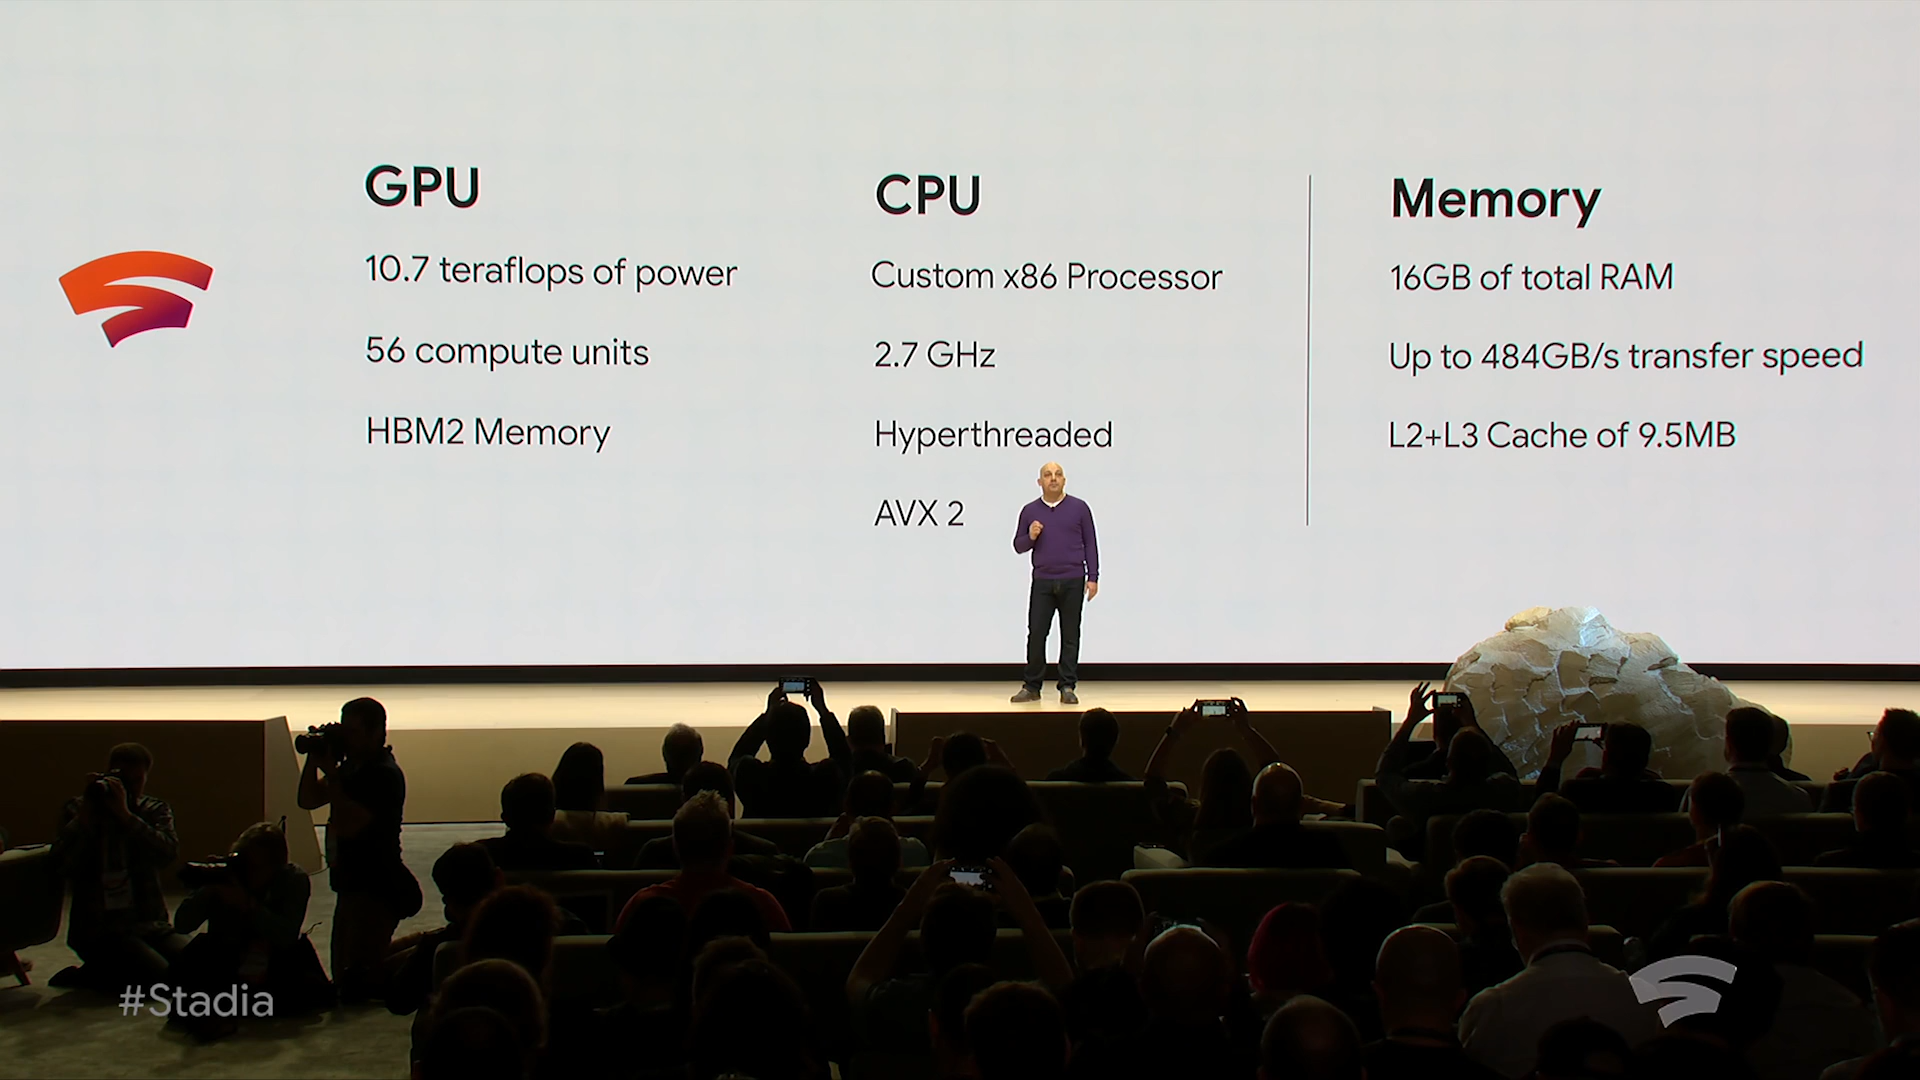 GPU
10.7 teraflops of power
56 compute units
HBM2 Memory
CPU
Custom x86 Processor
2.7 GHz
Hyperthreaded
AVX 2
Memory
16GB of total RAM
Up to 484GB/s transfer speed
L2+L3 Cache of 9.5MB
#Stadia